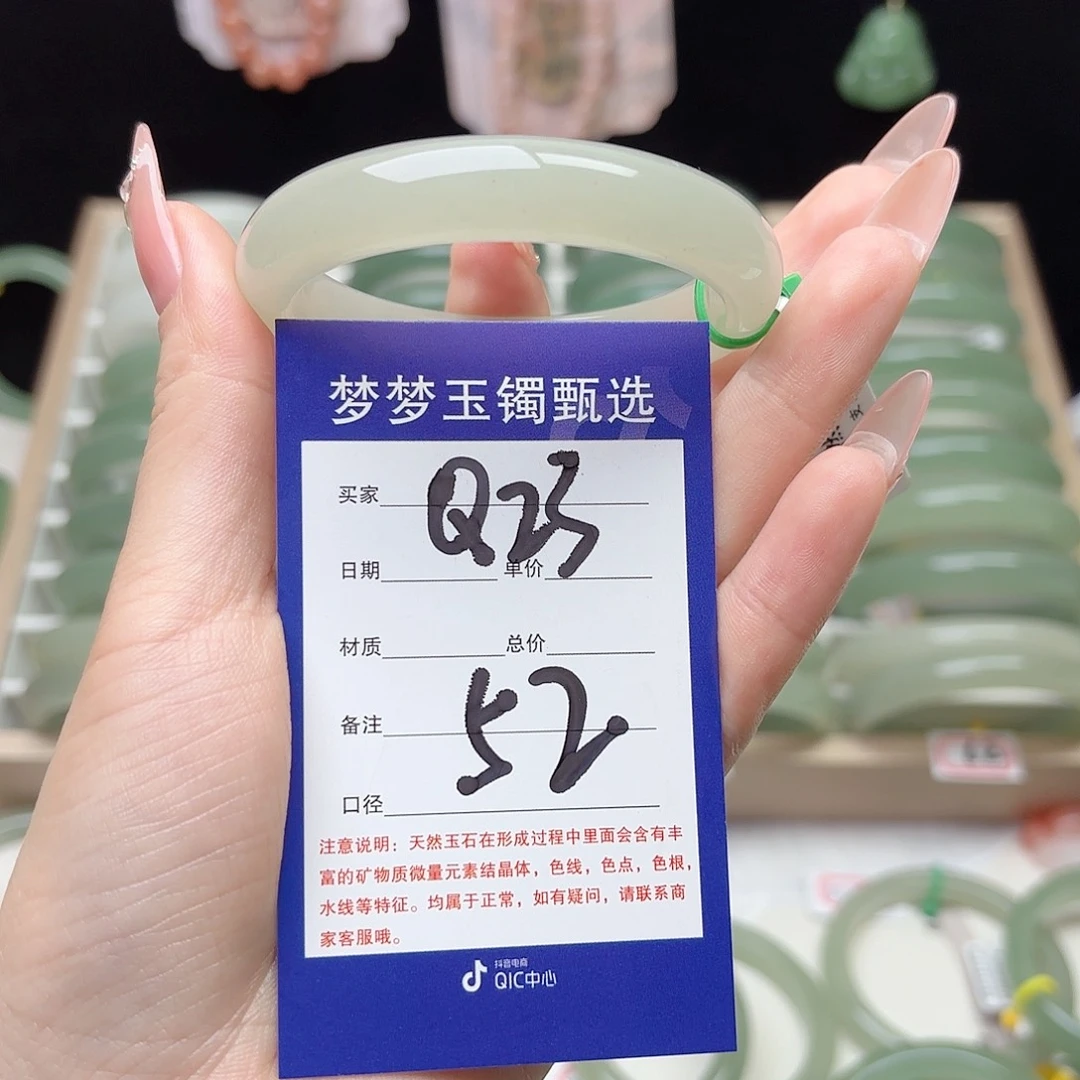 梦梦玉镯甄选
买家 Q23
日期 单价
材质 总价
备注 52
口径
注意说明：天然玉石在形成过程中里面会含有丰
富的矿物质微量元素结晶体，色线，色点，色根，
水线等特征。均属于正常，如有疑问，请联系商
家客服哦。
抖音电商
QIC中心